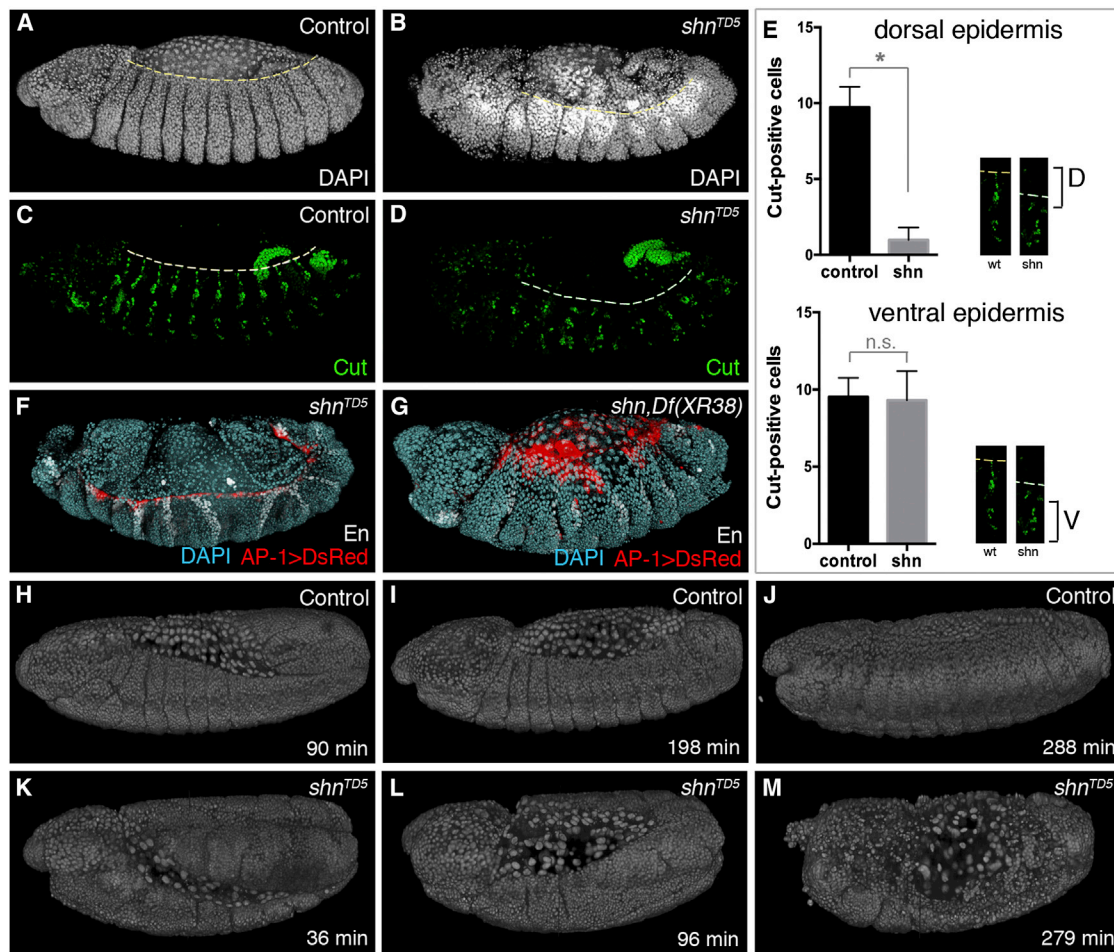 A
Control
DAPI
B
shnTD5
DAPI
C
Control
Cut
D
shnTD5
Cut
E
dorsal epidermis
Cut-positive cells
15
10
5
0
*
control
shn
D
wt
shn
ventral epidermis
Cut-positive cells
15
10
5
0
n.s.
control
shn
V
wt
shn
F
shnTD5
En
DAPI AP-1>DsRed
G
shn,Df(XR38)
En
DAPI AP-1>DsRed
H
Control
90 min
I
Control
198 min
J
Control
288 min
K
shnTD5
36 min
L
shnTD5
96 min
M
shnTD5
279 min